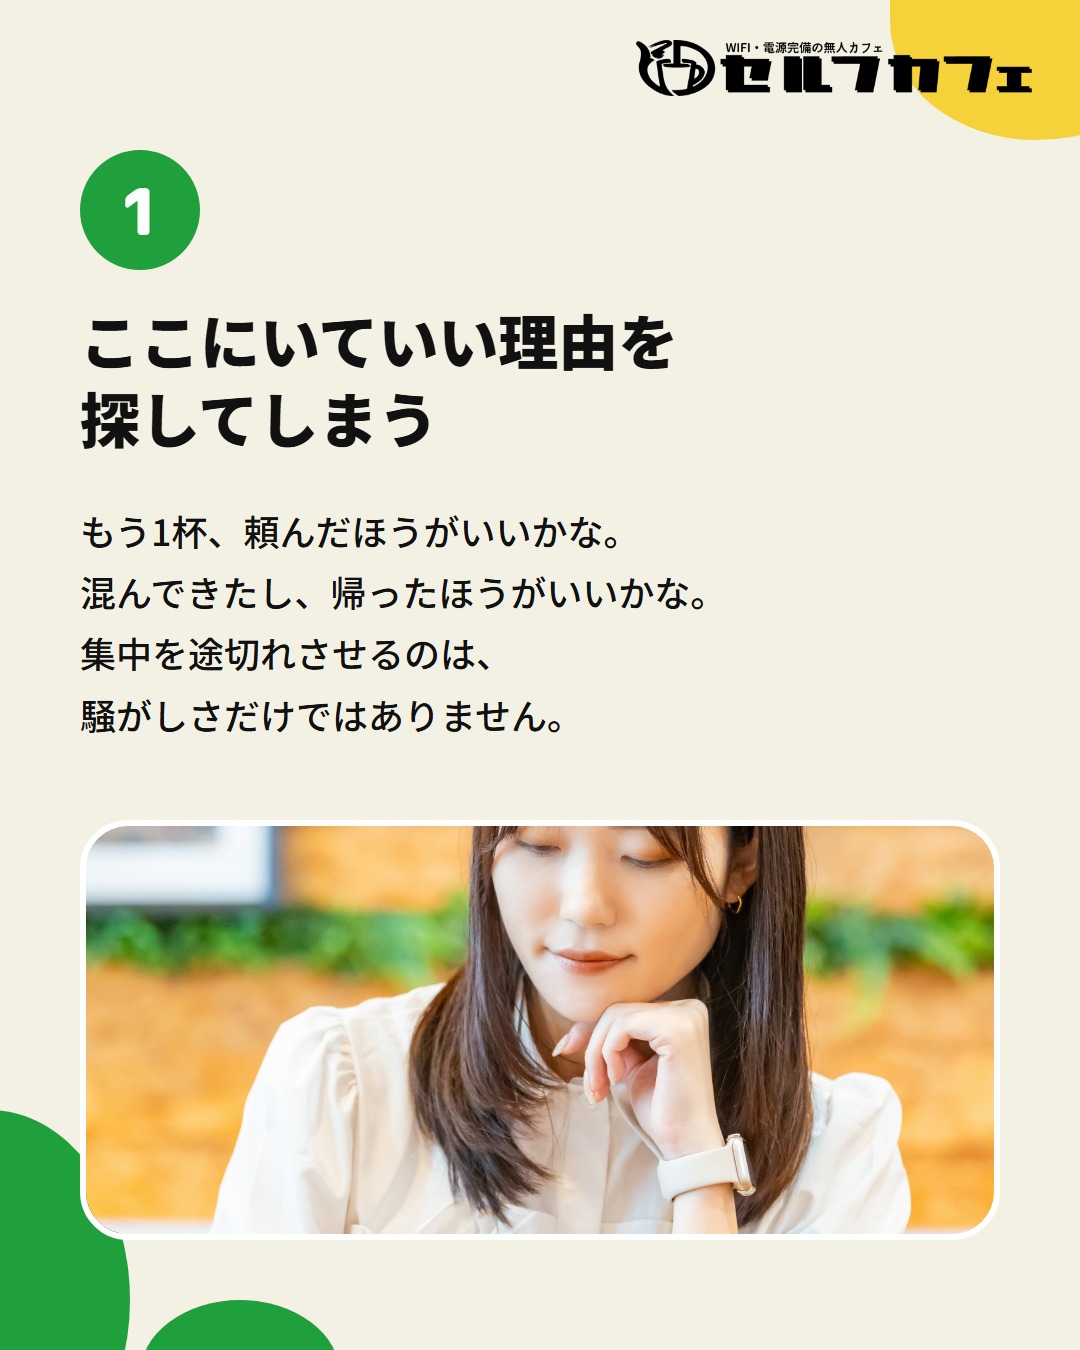 WIFI・電源完備の無人カフェ
セルフカフェ
1
ここにいていい理由を
探してしまう
もう1杯、頼んだほうがいいかな。
混んできたし、帰ったほうがいいかな。
集中を途切れさせるのは、
騒がしさだけではありません。